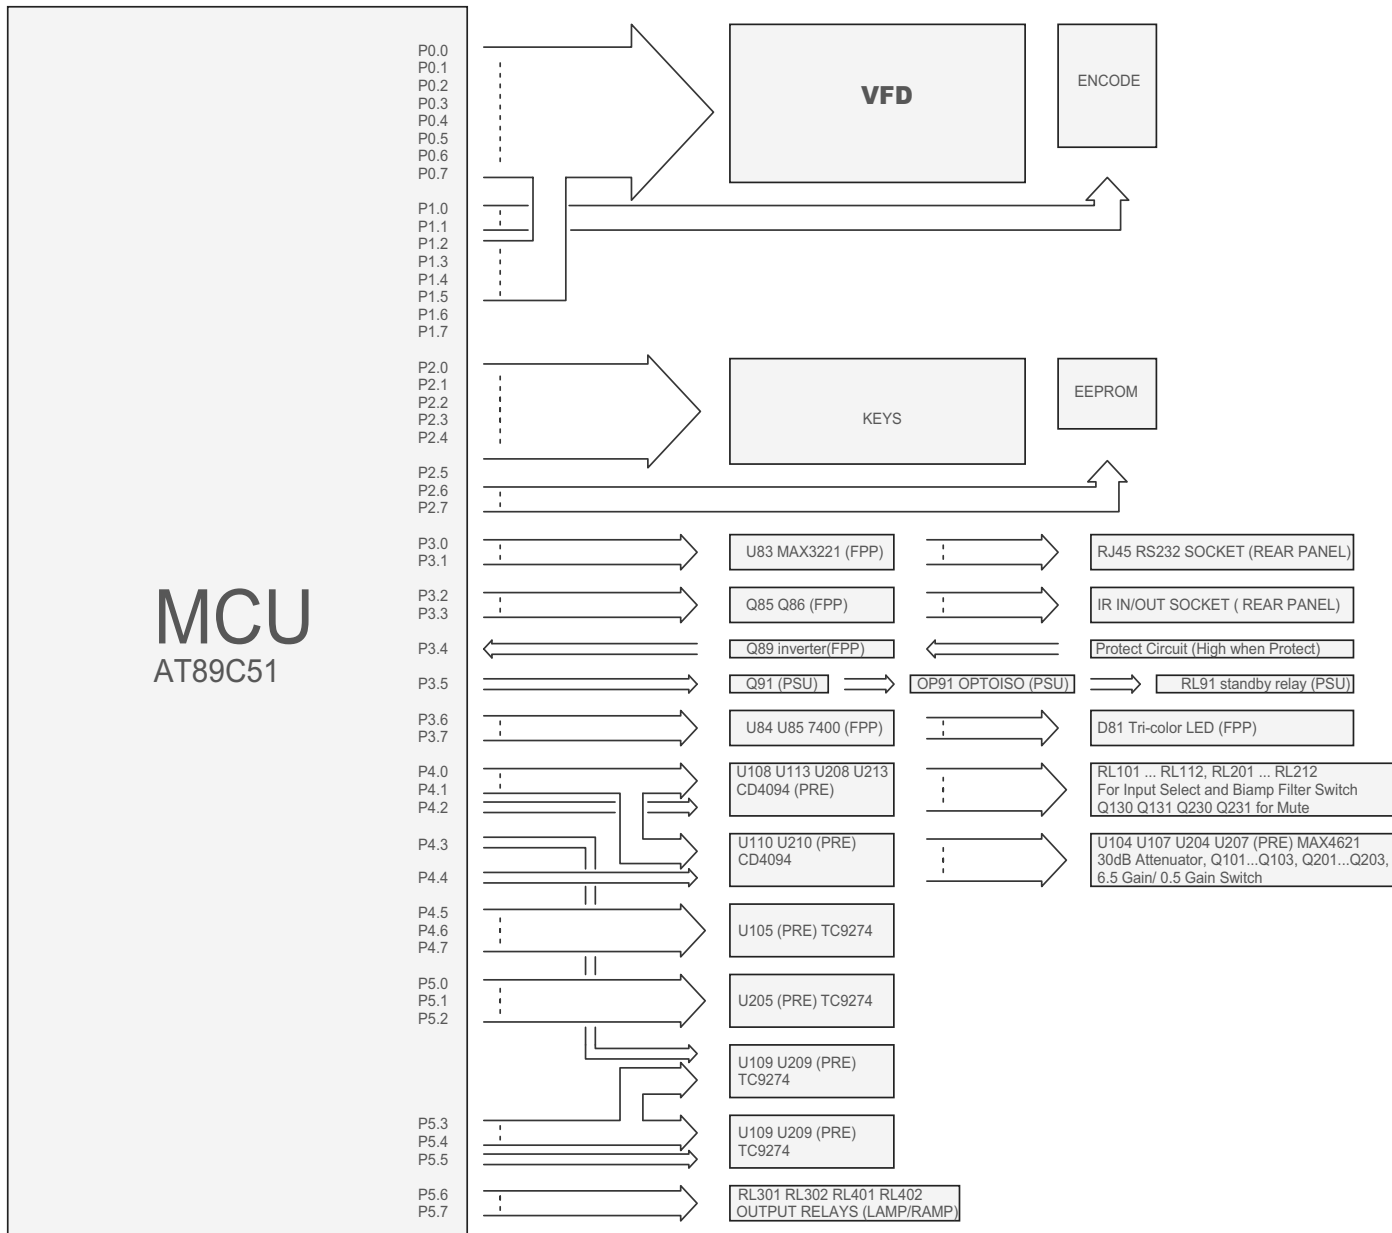 P0.0
P0.1
P0.2
P0.3
P0.4
P0.5
P0.6
P0.7
VFD
ENCODE
P1.0
P1.1
P1.2
P1.3
P1.4
P1.5
P1.6
P1.7
P2.0
P2.1
P2.2
P2.3
P2.4
KEYS
EEPROM
P2.5
P2.6
P2.7
MCU
AT89C51
P3.0
P3.1
U83 MAX3221 (FPP)
RJ45 RS232 SOCKET (REAR PANEL)
P3.2
P3.3
Q85 Q86 (FPP)
IR IN/OUT SOCKET ( REAR PANEL)
P3.4
Q89 inverter(FPP)
Protect Circuit (High when Protect)
P3.5
Q91 (PSU)
OP91 OPTOISO (PSU)
RL91 standby relay (PSU)
P3.6
P3.7
U84 U85 7400 (FPP)
D81 Tri-color LED (FPP)
P4.0
P4.1
P4.2
U108 U113 U208 U213
CD4094 (PRE)
RL101 ... RL112, RL201 ... RL212
For Input Select and Biamp Filter Switch
Q130 Q131 Q230 Q231 for Mute
P4.3
P4.4
U110 U210 (PRE)
CD4094
U104 U107 U204 U207 (PRE) MAX4621
30dB Attenuator, Q101...Q103, Q201...Q203,
6.5 Gain/ 0.5 Gain Switch
P4.5
P4.6
P4.7
U105 (PRE) TC9274
P5.0
P5.1
P5.2
U205 (PRE) TC9274
U109 U209 (PRE)
TC9274
P5.3
P5.4
P5.5
U109 U209 (PRE)
TC9274
P5.6
P5.7
RL301 RL302 RL401 RL402
OUTPUT RELAYS (LAMP/RAMP)